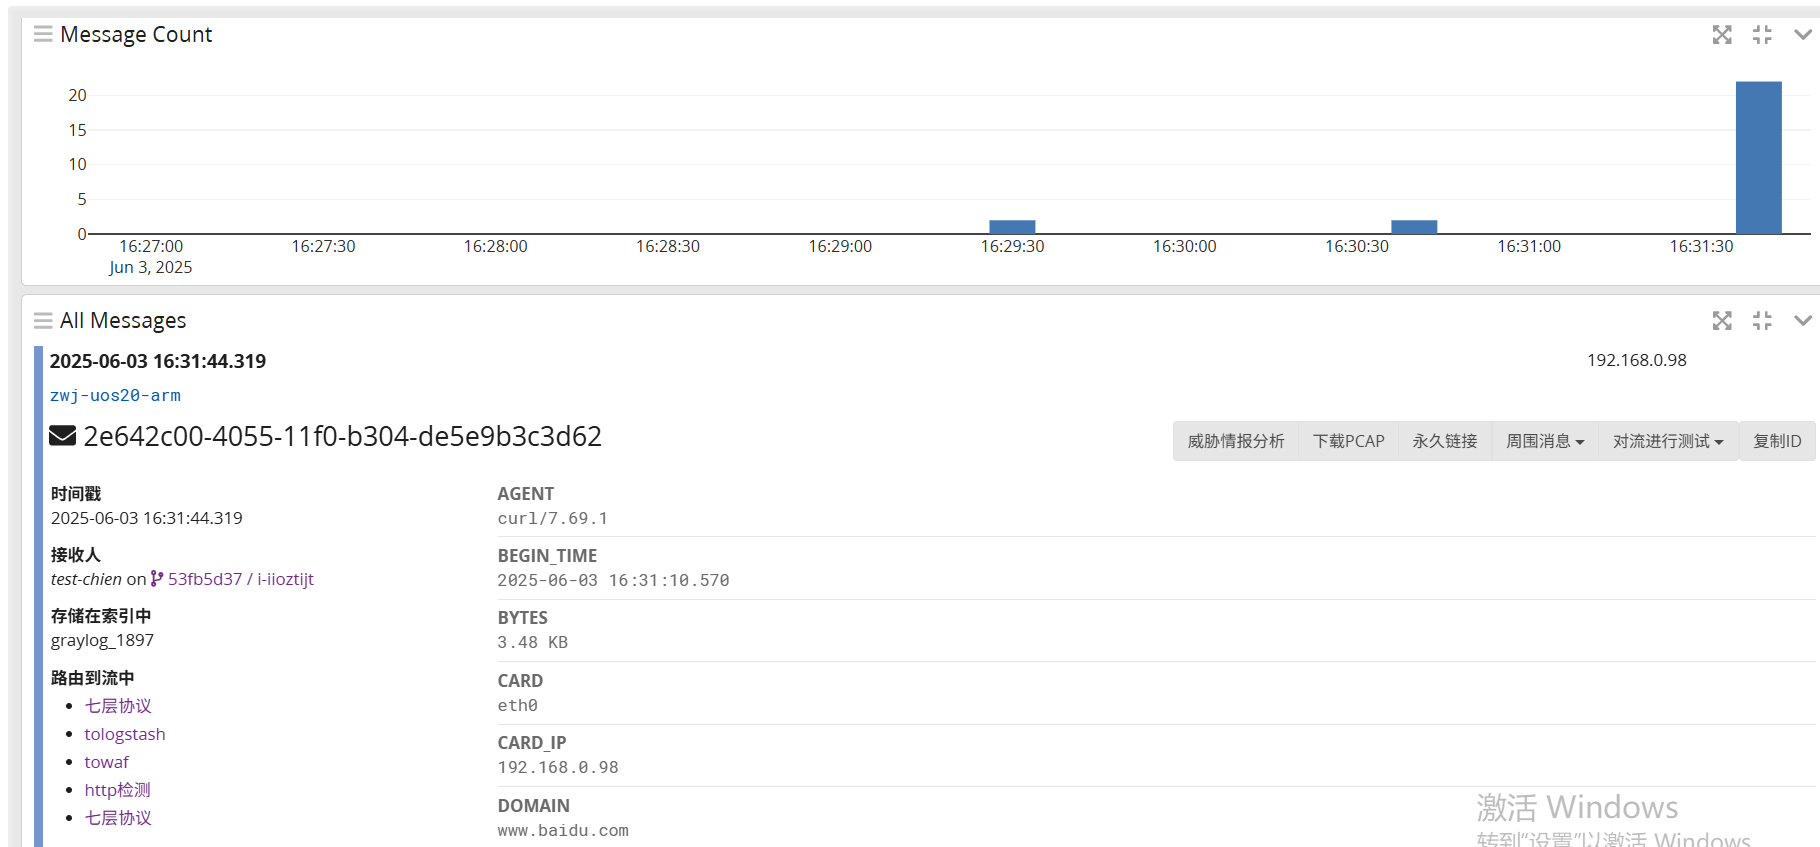 Message Count
20
15
10
5
0
16:27:00 16:27:30 16:28:00 16:28:30 16:29:00 16:29:30 16:30:00 16:30:30 16:31:00 16:31:30
Jun 3, 2025
All Messages
2025-06-03 16:31:44.319 192.168.0.98
zwj-uos20-arm
2e642c00-4055-11f0-b304-de5e9b3c3d62
威胁情报分析 下载PCAP 永久链接 周围消息 对流进行测试 复制ID
时间戳
2025-06-03 16:31:44.319
接收人
test-chien on 53fb5d37 / i-iioztijt
存储在索引中
graylog_1897
路由到流中
七层协议
tologstash
towaf
http检测
七层协议
AGENT
curl/7.69.1
BEGIN_TIME
2025-06-03 16:31:10.570
BYTES
3.48 KB
CARD
eth0
CARD_IP
192.168.0.98
DOMAIN
www.baidu.com
激活 Windows
转到"设置"以激活 Windows